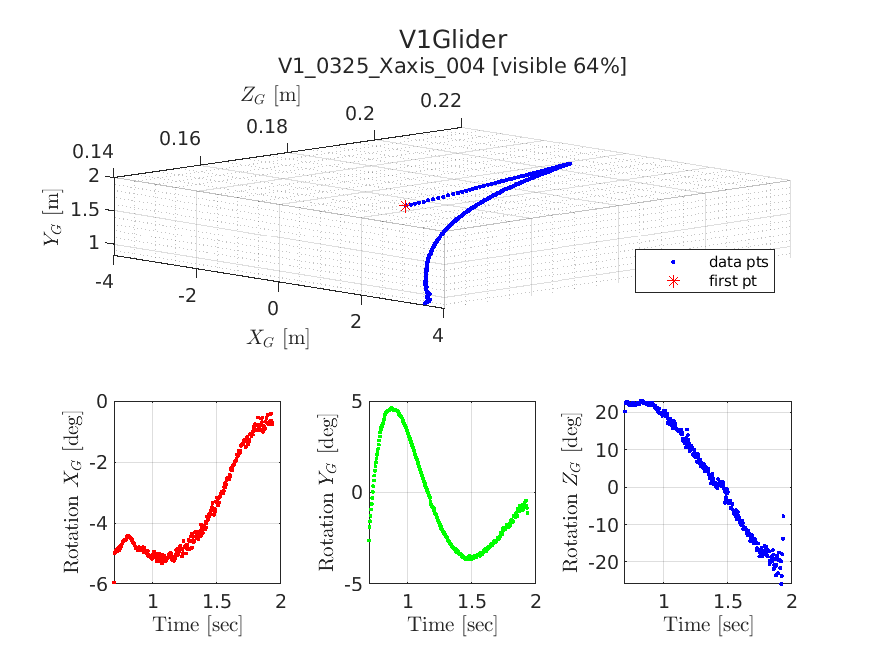 V1Glider
V1_0325_Xaxis_004 [visible 64%]
Z_G [m]
0.14
0.16
0.18
0.2
0.22
Y_G [m]
2
1.5
1
-4
-2
0
2
4
X_G [m]
data pts
first pt
Rotation X_G [deg]
0
-2
-4
-6
1
1.5
2
Time [sec]
Rotation Y_G [deg]
5
0
-5
1
1.5
2
Time [sec]
Rotation Z_G [deg]
20
10
0
-10
-20
1
1.5
2
Time [sec]